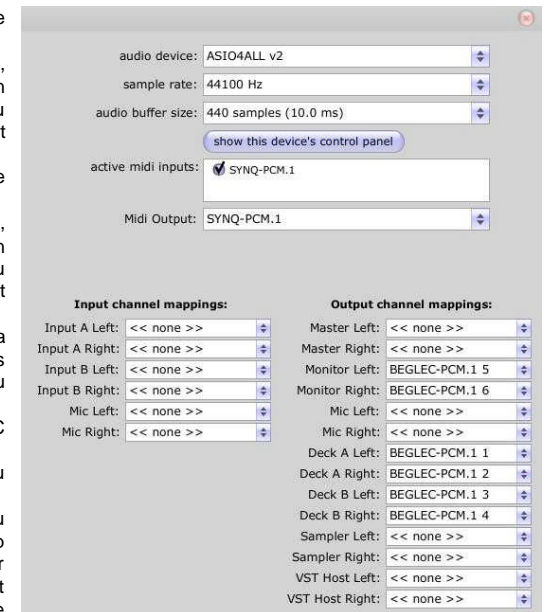 audio device: ASIO4ALL v2
sample rate: 44100 Hz
audio buffer size: 440 samples (10.0 ms)
show this device's control panel
active midi inputs: SYNQ-PCM.1
Midi Output: SYNQ-PCM.1
Input channel mappings:
Input A Left: << none >>
Input A Right: << none >>
Input B Left: << none >>
Input B Right: << none >>
Mic Left: << none >>
Mic Right: << none >>
Output channel mappings:
Master Left: << none >>
Master Right: << none >>
Monitor Left: BEGLEC-PCM.1 5
Monitor Right: BEGLEC-PCM.1 6
Mic Left: << none >>
Mic Right: << none >>
Deck A Left: BEGLEC-PCM.1 1
Deck A Right: BEGLEC-PCM.1 2
Deck B Left: BEGLEC-PCM.1 3
Deck B Right: BEGLEC-PCM.1 4
Sampler Left: << none >>
Sampler Right: << none >>
VST Host Left: << none >>
VST Host Right: << none >>